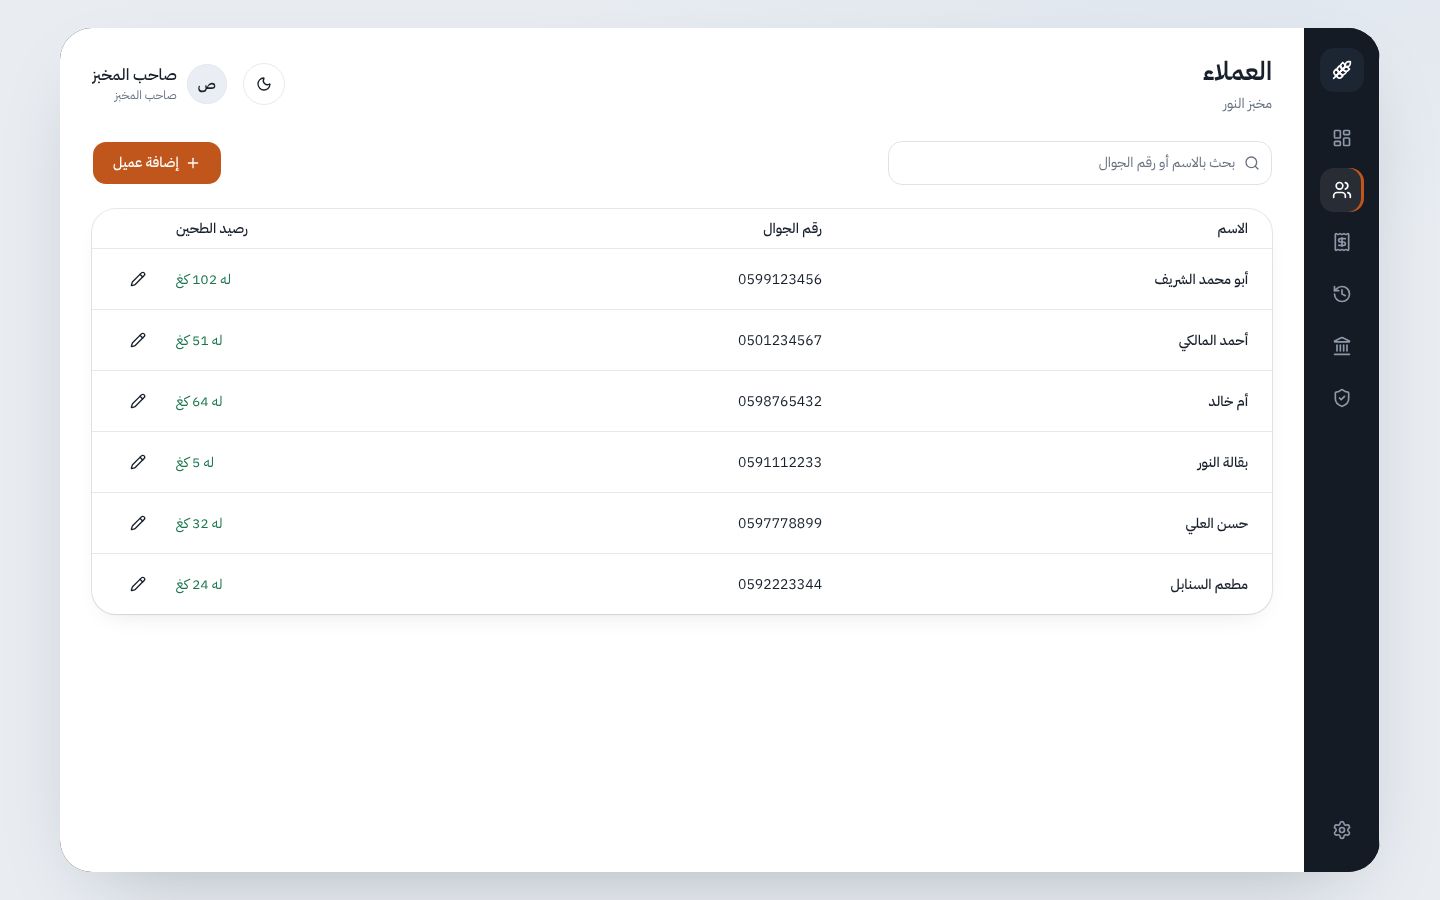 العملاء
مخبز النور
ص
صاحب المخبز
صاحب المخبز
بحث بالاسم أو رقم الجوال
إضافة عميل
الاسم رقم الجوال رصيد الطحين
أبو محمد الشريف 0599123456 له 102 كغ
أحمد المالكي 0501234567 له 51 كغ
أم خالد 0598765432 له 64 كغ
بقالة النور 0591112233 له 5 كغ
حسن العلي 0597778899 له 32 كغ
مطعم السنابل 0592223344 له 24 كغ